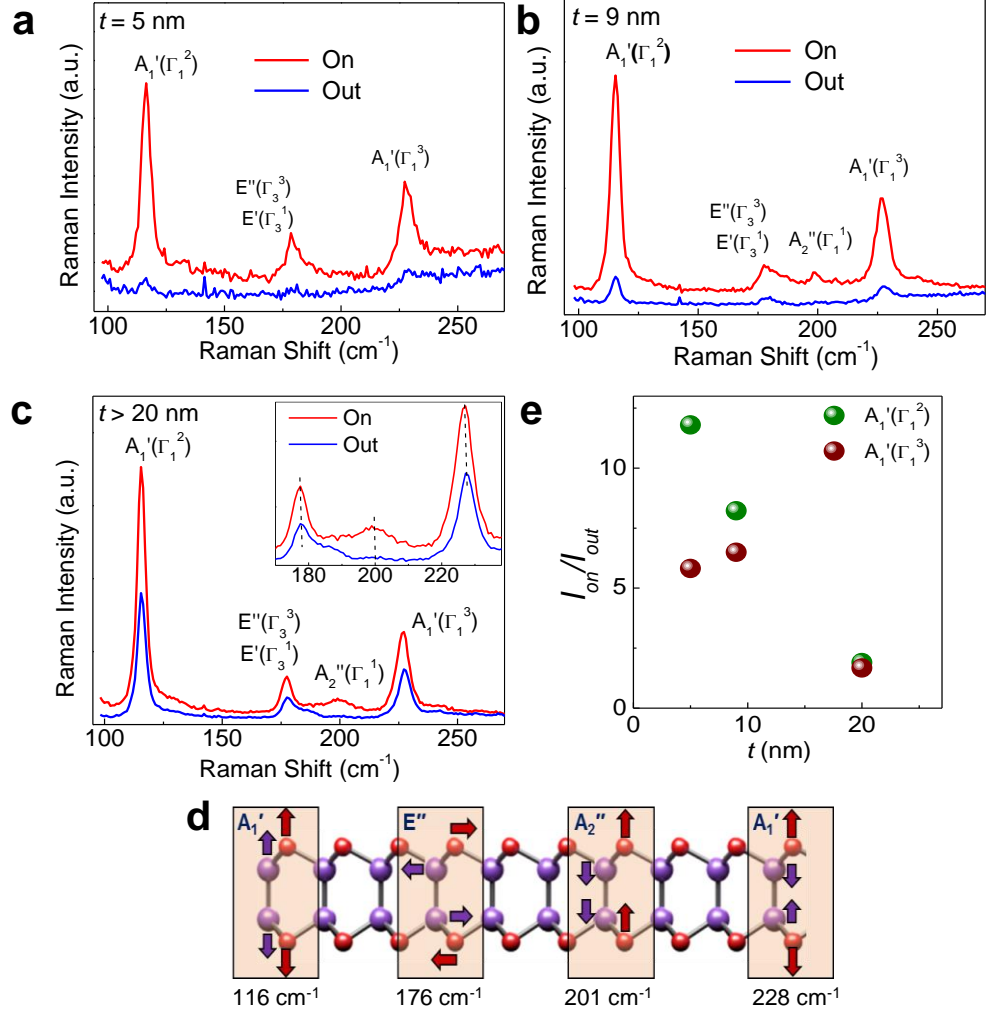 a
t = 5 nm
A₁'(Γ₁²)
On
Out
E''(Γ₃³)
E'(Γ₃¹)
A₁'(Γ₁³)
Raman Intensity (a.u.)
100 150 200 250
Raman Shift (cm⁻¹)
b
t = 9 nm
A₁'(Γ₁²)
On
Out
E''(Γ₃³)
E'(Γ₃¹)
A₂''(Γ₁¹)
A₁'(Γ₁³)
Raman Intensity (a.u.)
100 150 200 250
Raman Shift (cm⁻¹)
c
t > 20 nm
A₁'(Γ₁²)
On
Out
180 200 220
E''(Γ₃³)
E'(Γ₃¹)
A₂''(Γ₁¹)
A₁'(Γ₁³)
Raman Intensity (a.u.)
100 150 200 250
Raman Shift (cm⁻¹)
e
A₁'(Γ₁²)
A₁'(Γ₁³)
I_on/I_out
10
5
0
0 10 20
t (nm)
d
A₁' E'' A₂'' A₁'
116 cm⁻¹ 176 cm⁻¹ 201 cm⁻¹ 228 cm⁻¹